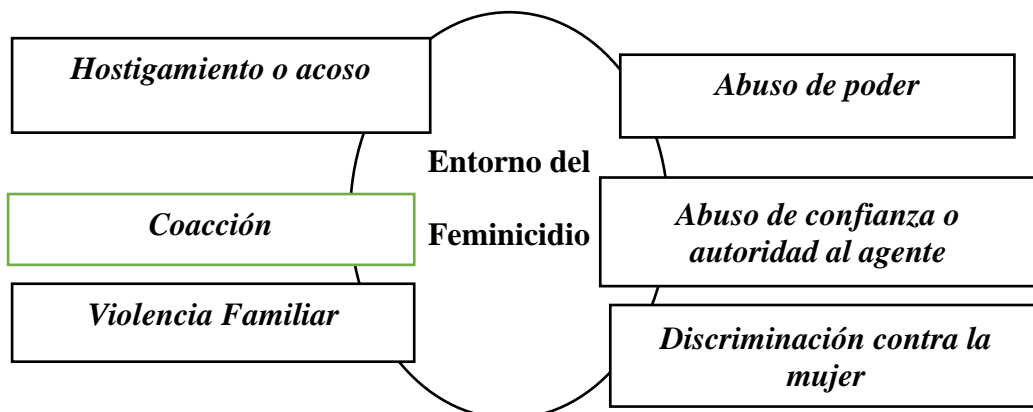 Hostigamiento o acoso
Coacción
Violencia Familiar
Entorno del
Feminicidio
Abuso de poder
Abuso de confianza o
autoridad al agente
Discriminación contra la
mujer